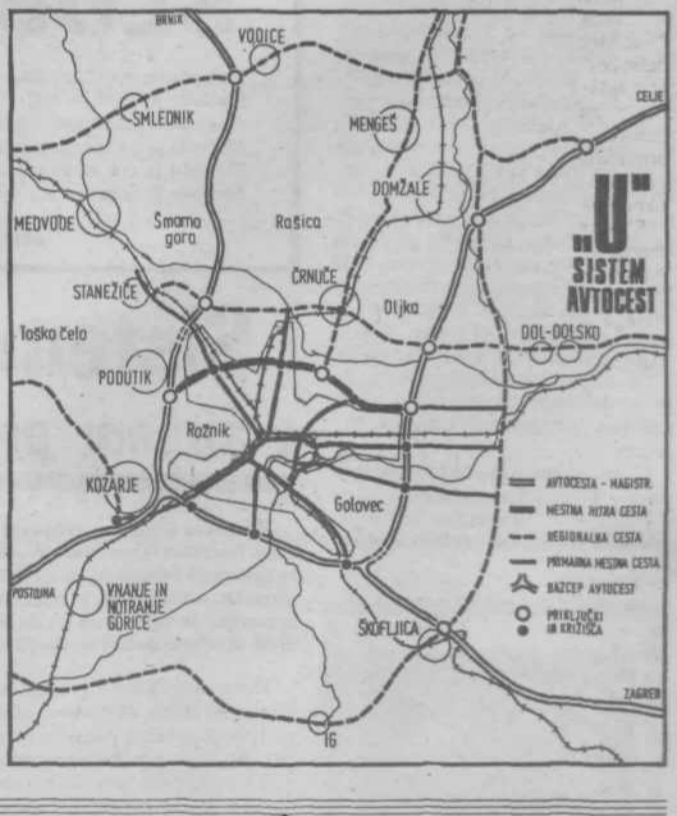 BRNIK
VODICE
SMLEDNIK
MENGEŠ
CELJE
DOMŽALE
MEDVODE
Šmarna
gora
Rašica
„U"
SISTEM
AVTOCEST
STANEŽIČE
ČRNUČE
Oljka
Toško čelo
DOL-DOLSKO
PODUTIK
Rožnik
KOZARJE
Golovec
AVTOCESTA - MAGISTR.
MESTNA HITRA CESTA
REGIONALNA CESTA
PRIMARNA MESTNA CESTA
RAZCEP AVTOCEST
PRIKLJUČKI
IN KRIŽIŠČA
POSTOJNA
VNANJE IN
NOTRANJE
GORICE
ŠKOFLJICA
ZAGREB
IG